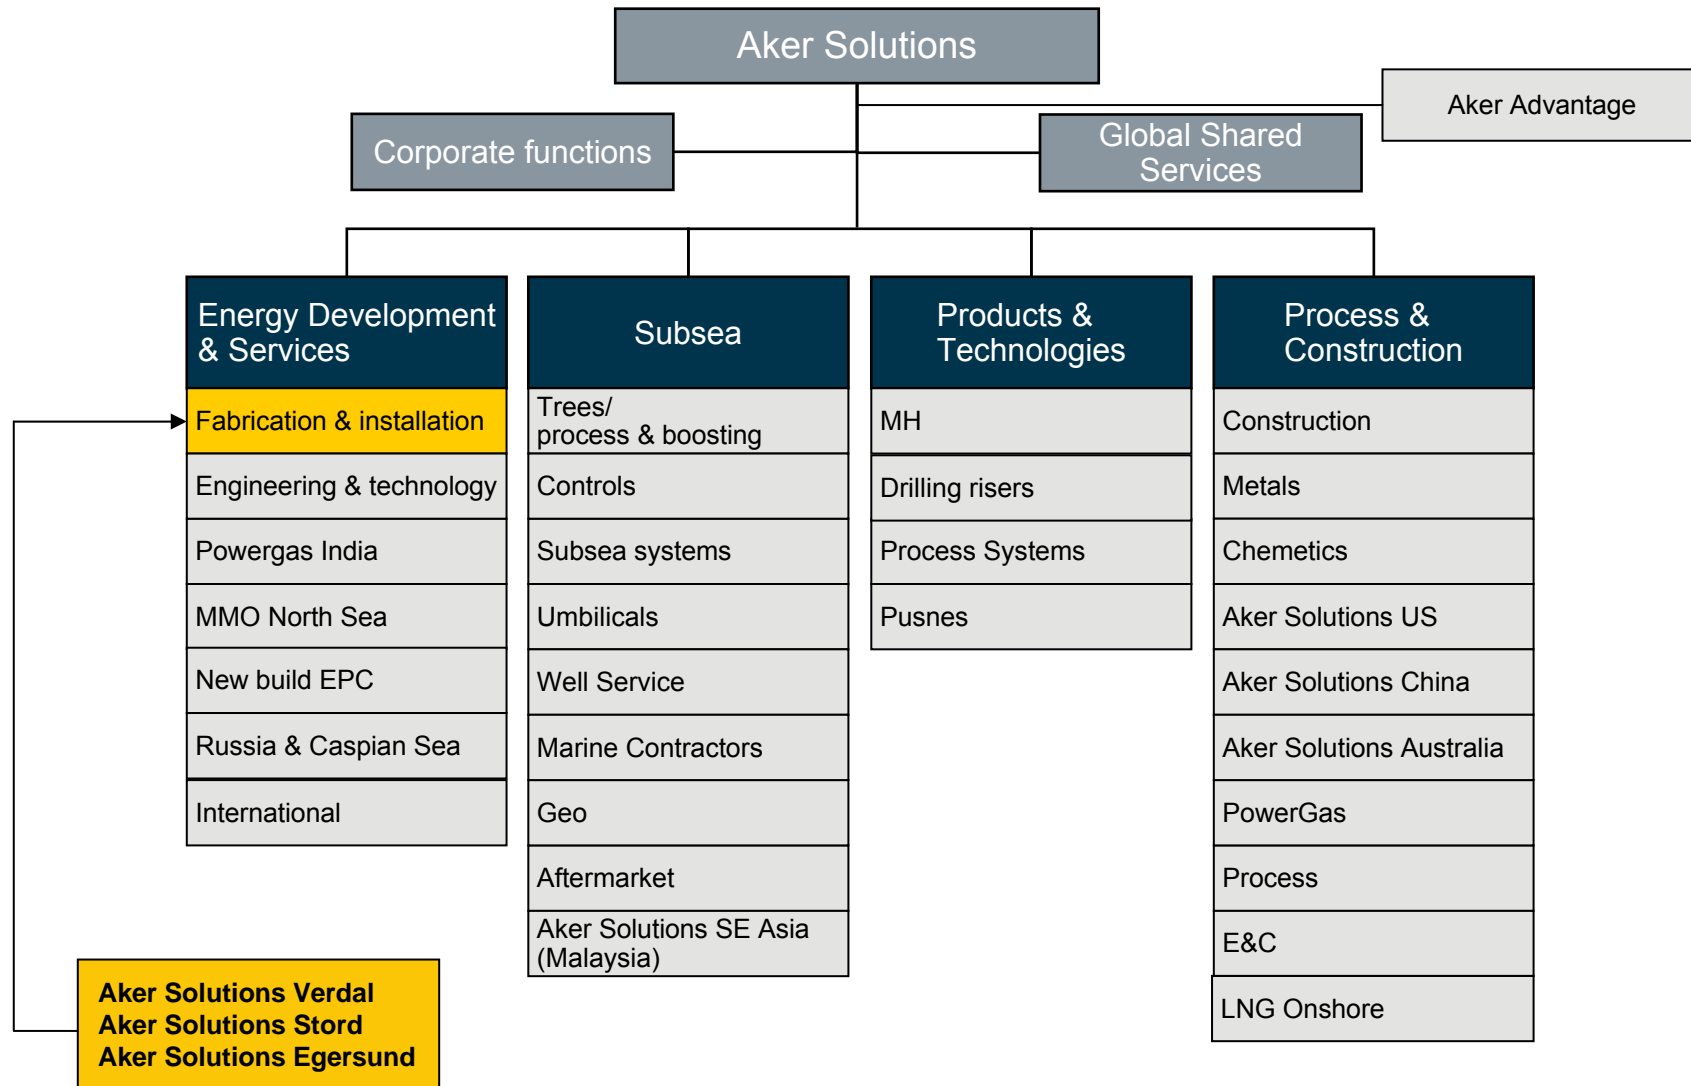 Aker Solutions
Aker Advantage
Corporate functions
Global Shared
Services
Energy Development
& Services
Fabrication & installation
Engineering & technology
Powergas India
MMO North Sea
New build EPC
Russia & Caspian Sea
International
Subsea
Trees/
process & boosting
Controls
Subsea systems
Umbilicals
Well Service
Marine Contractors
Geo
Aftermarket
Aker Solutions SE Asia
(Malaysia)
Products &
Technologies
MH
Drilling risers
Process Systems
Pusnes
Process &
Construction
Construction
Metals
Chemetics
Aker Solutions US
Aker Solutions China
Aker Solutions Australia
PowerGas
Process
E&C
LNG Onshore
Aker Solutions Verdal
Aker Solutions Stord
Aker Solutions Egersund